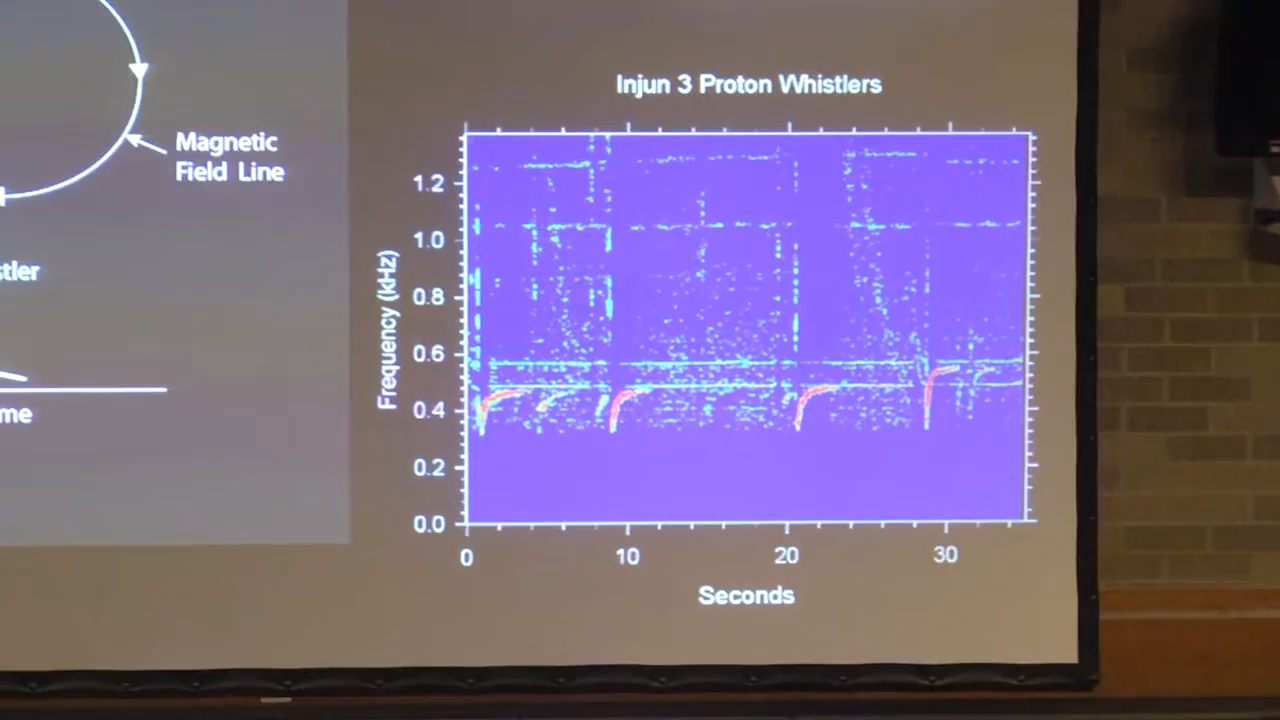 Magnetic
Field Line
stler
me
Injun 3 Proton Whistlers
Frequency (kHz)
1.2
1.0
0.8
0.6
0.4
0.2
0.0
0
10
20
30
Seconds